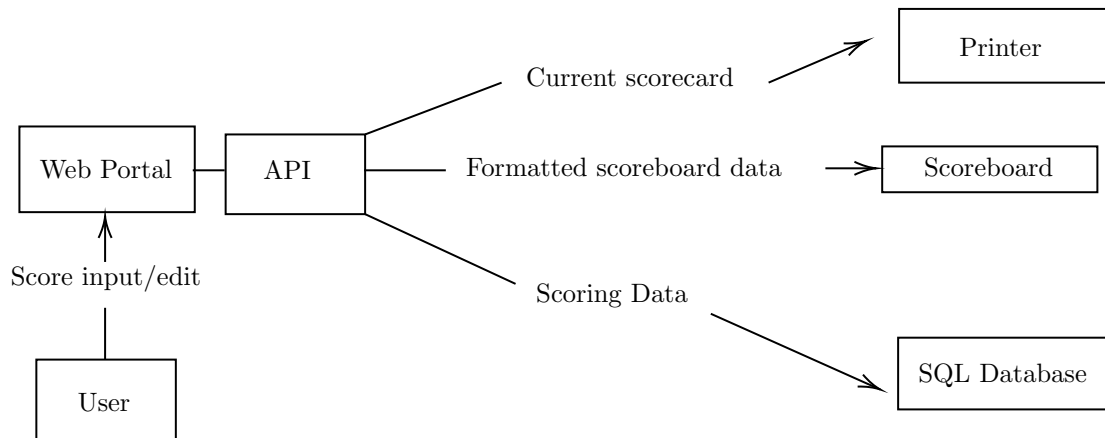 Printer
Current scorecard
Web Portal
API
Formatted scoreboard data
Scoreboard
Score input/edit
Scoring Data
SQL Database
User